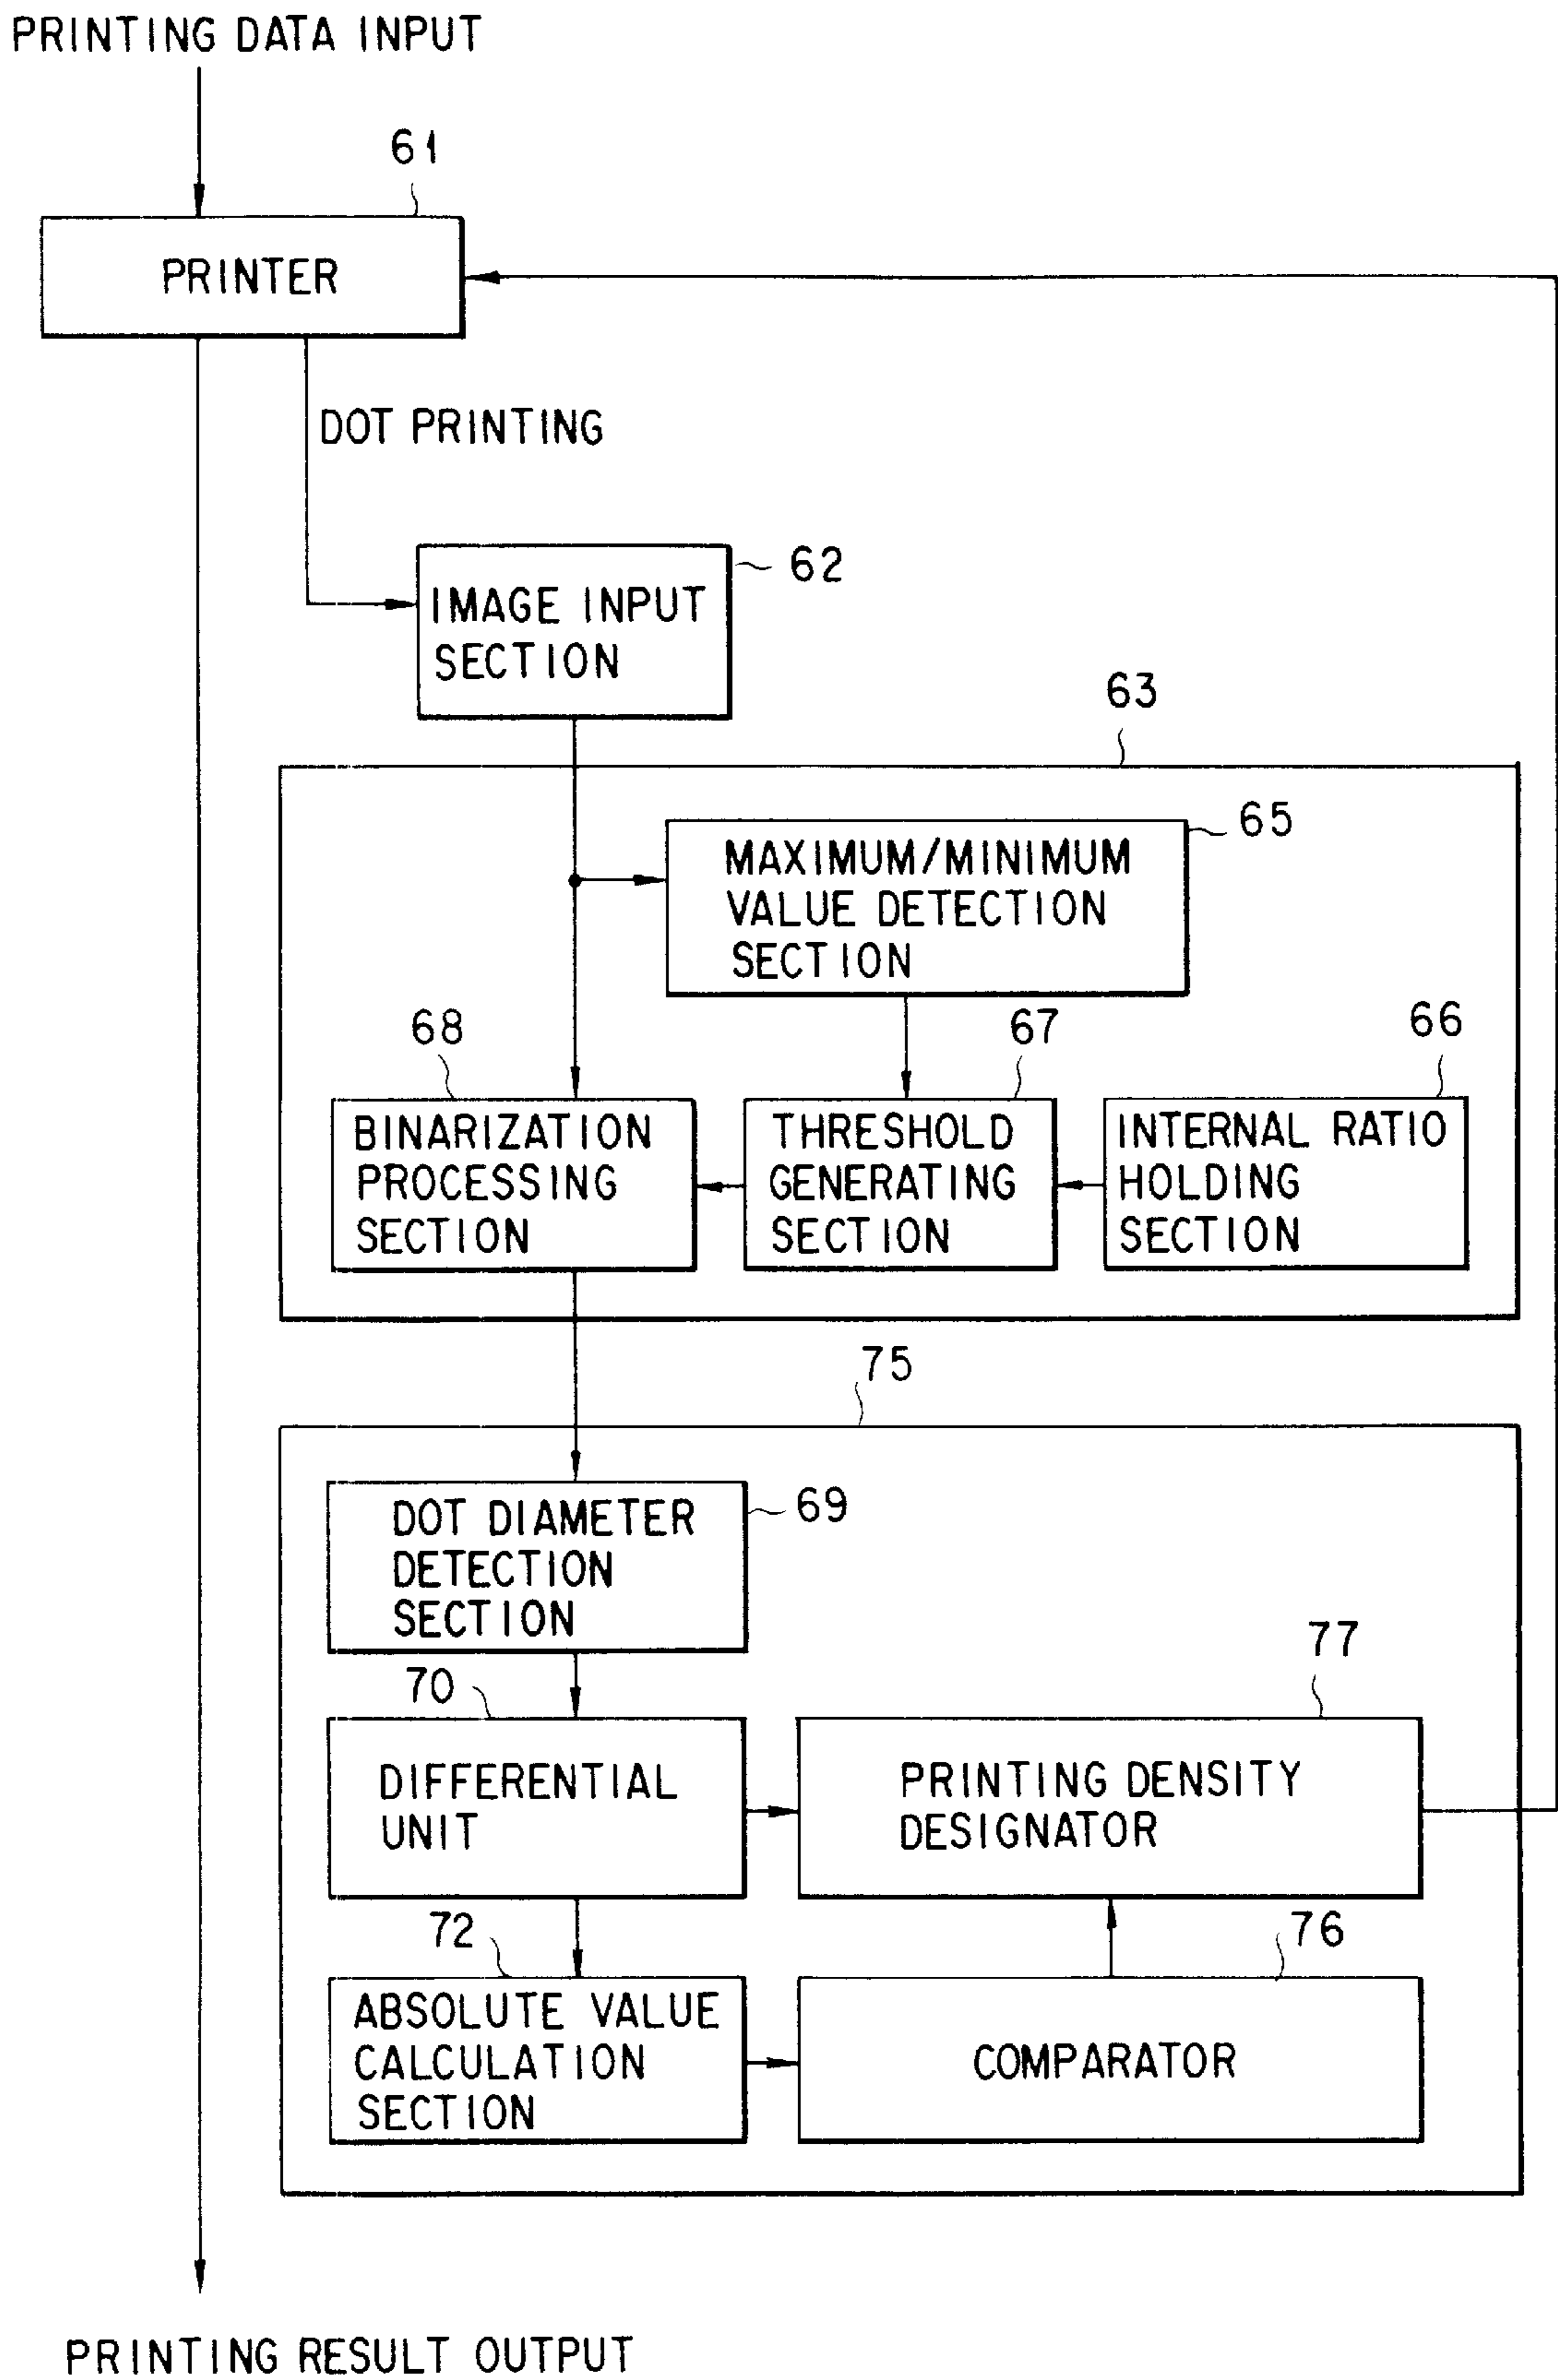 PRINTING DATA INPUT
61
PRINTER
DOT PRINTING
62
IMAGE INPUT
SECTION
63
65
MAXIMUM/MINIMUM
VALUE DETECTION
SECTION
68
67
66
BINARIZATION
PROCESSING
SECTION
THRESHOLD
GENERATING
SECTION
INTERNAL RATIO
HOLDING
SECTION
75
69
DOT DIAMETER
DETECTION
SECTION
70
77
DIFFERENTIAL
UNIT
PRINTING DENSITY
DESIGNATOR
72
76
ABSOLUTE VALUE
CALCULATION
SECTION
COMPARATOR
PRINTING RESULT OUTPUT